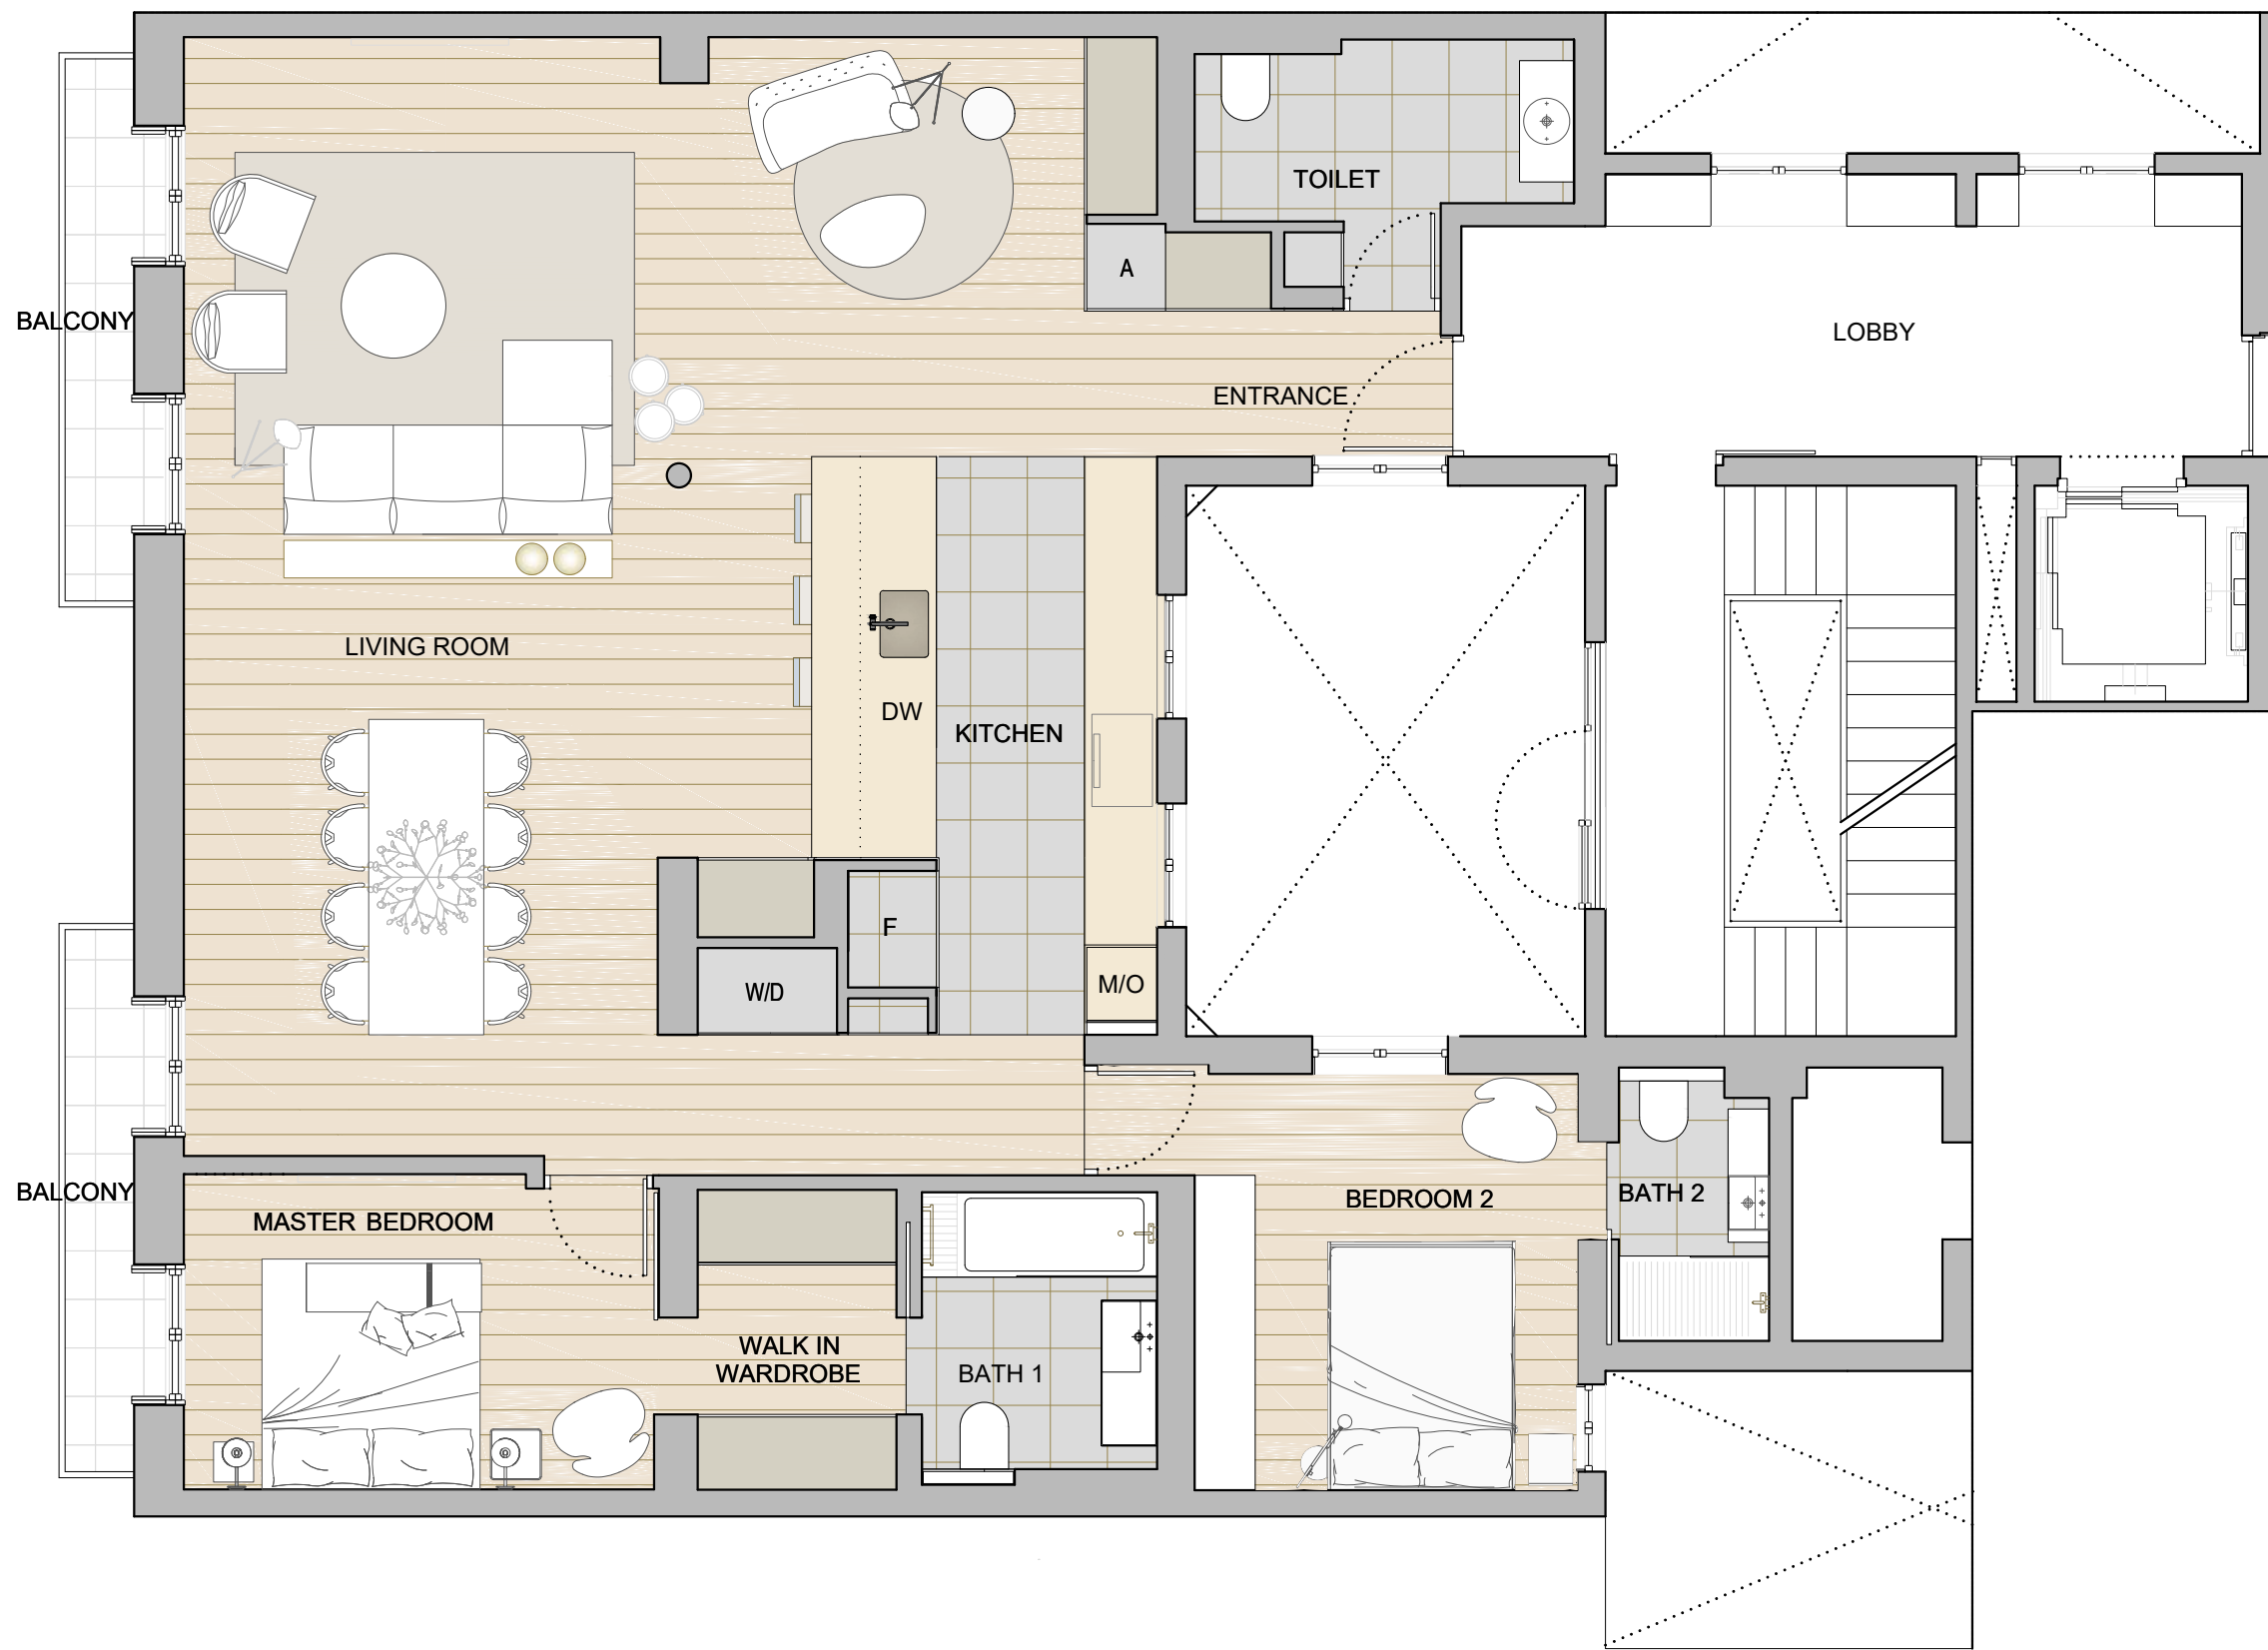 TOILET
A
BALCONY
LOBBY
ENTRANCE
LIVING ROOM
DW
KITCHEN
F
W/D
M/O
BALCONY
MASTER BEDROOM
BEDROOM 2
BATH 2
WALK IN
WARDROBE
BATH 1